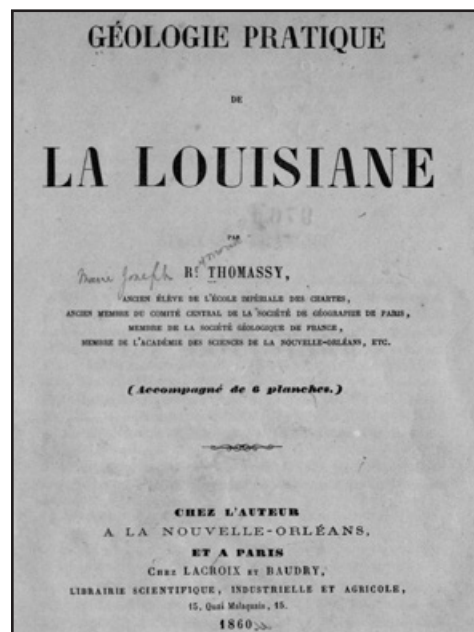 GÉOLOGIE PRATIQUE
DE
LA LOUISIANE
PAR
Marie Joseph Rd ymond THOMASSY,
ANCIEN ÉLÈVE DE L'ÉCOLE IMPÉRIALE DES CHARTES,
ANCIEN MEMBRE DU COMITÉ CENTRAL DE LA SOCIÉTÉ DE GÉOGRAPHIE DE PARIS,
MEMBRE DE LA SOCIÉTÉ GÉOLOGIQUE DE FRANCE,
MEMBRE DE L'ACADÉMIE DES SCIENCES DE LA NOUVELLE-ORLÉANS, ETC.
(Accompagné de 6 planches.)
CHEZ L'AUTEUR
A LA NOUVELLE-ORLÉANS,
ET A PARIS
CHEZ LACROIX ET BAUDRY,
LIBRAIRIE SCIENTIFIQUE, INDUSTRIELLE ET AGRICOLE,
15, Quai Malaquais, 15.
1860